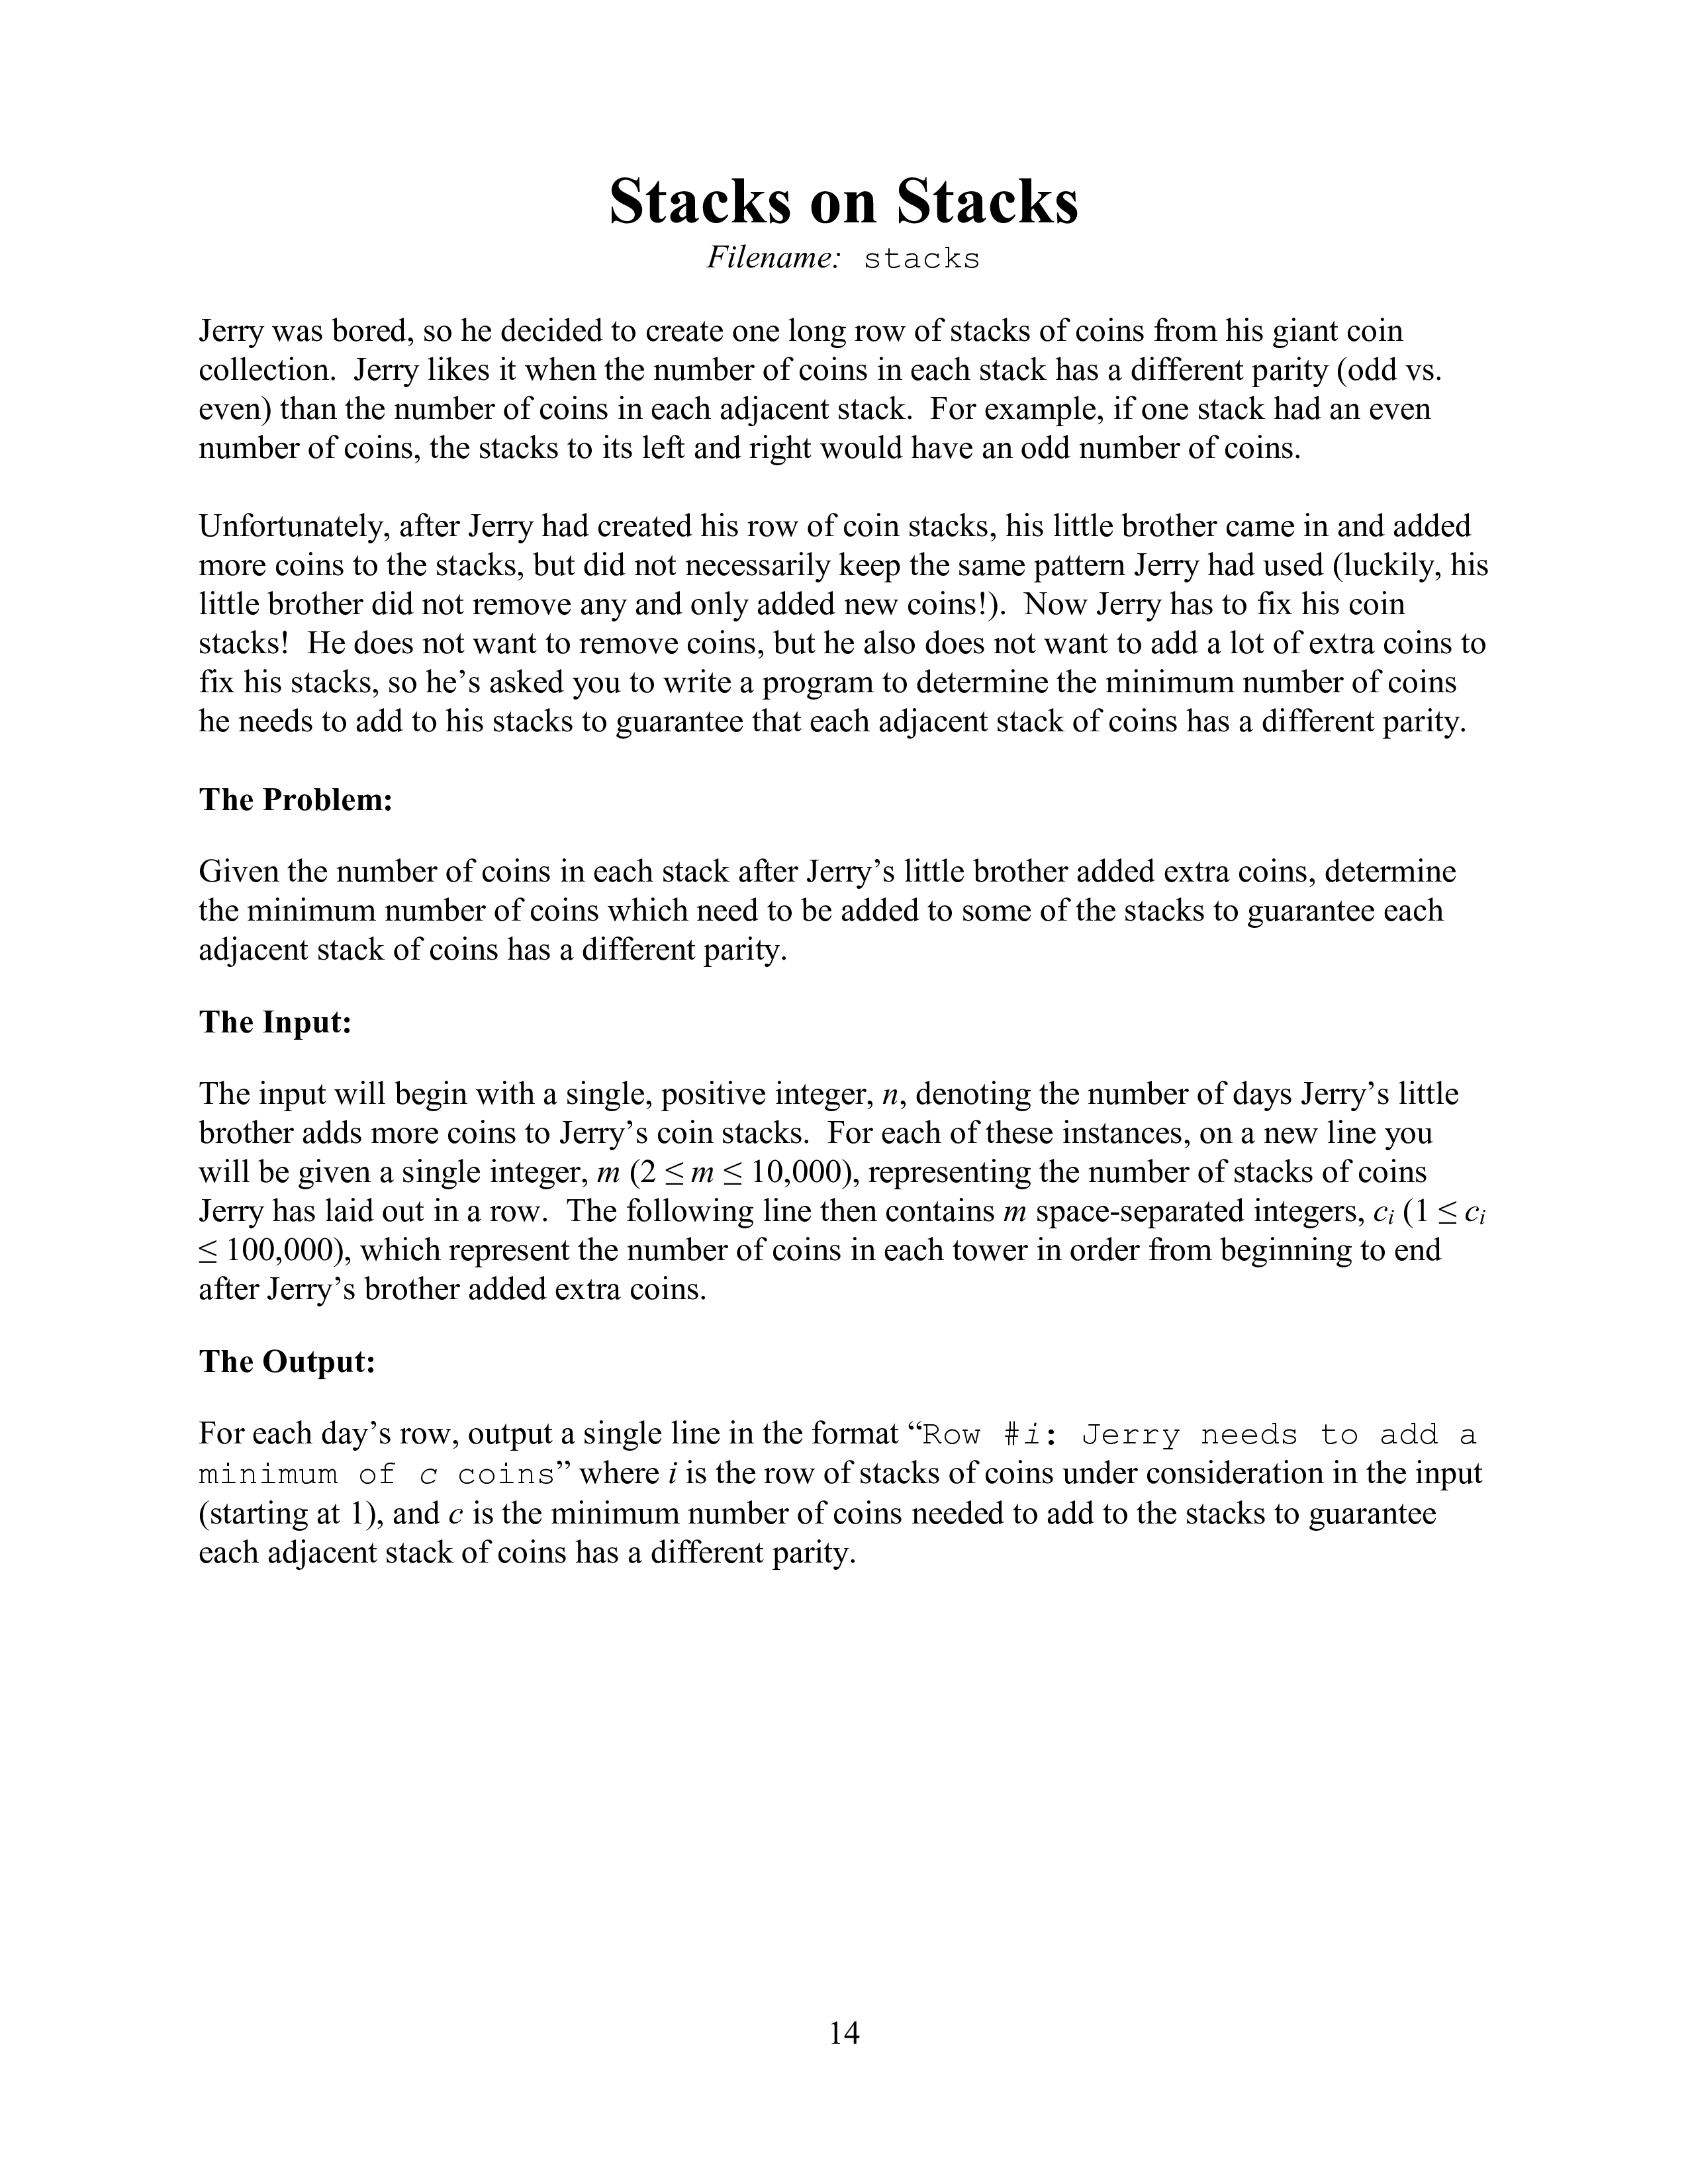 Stacks on Stacks
Filename: stacks
Jerry was bored, so he decided to create one long row of stacks of coins from his giant coin
collection. Jerry likes it when the number of coins in each stack has a different parity (odd vs.
even) than the number of coins in each adjacent stack. For example, if one stack had an even
number of coins, the stacks to its left and right would have an odd number of coins.
Unfortunately, after Jerry had created his row of coin stacks, his little brother came in and added
more coins to the stacks, but did not necessarily keep the same pattern Jerry had used (luckily, his
little brother did not remove any and only added new coins!). Now Jerry has to fix his coin
stacks! He does not want to remove coins, but he also does not want to add a lot of extra coins to
fix his stacks, so he’s asked you to write a program to determine the minimum number of coins
he needs to add to his stacks to guarantee that each adjacent stack of coins has a different parity.
The Problem:
Given the number of coins in each stack after Jerry’s little brother added extra coins, determine
the minimum number of coins which need to be added to some of the stacks to guarantee each
adjacent stack of coins has a different parity.
The Input:
The input will begin with a single, positive integer, n, denoting the number of days Jerry’s little
brother adds more coins to Jerry’s coin stacks. For each of these instances, on a new line you
will be given a single integer, m (2 ≤ m ≤ 10,000), representing the number of stacks of coins
Jerry has laid out in a row. The following line then contains m space-separated integers, ci (1 ≤ ci
≤ 100,000), which represent the number of coins in each tower in order from beginning to end
after Jerry’s brother added extra coins.
The Output:
For each day’s row, output a single line in the format “Row #i: Jerry needs to add a
minimum of c coins” where i is the row of stacks of coins under consideration in the input
(starting at 1), and c is the minimum number of coins needed to add to the stacks to guarantee
each adjacent stack of coins has a different parity.
14